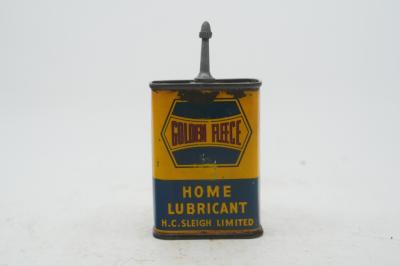 GOLDEN FLEECE
HOME
LUBRICANT
H.C. SLEIGH LIMITED